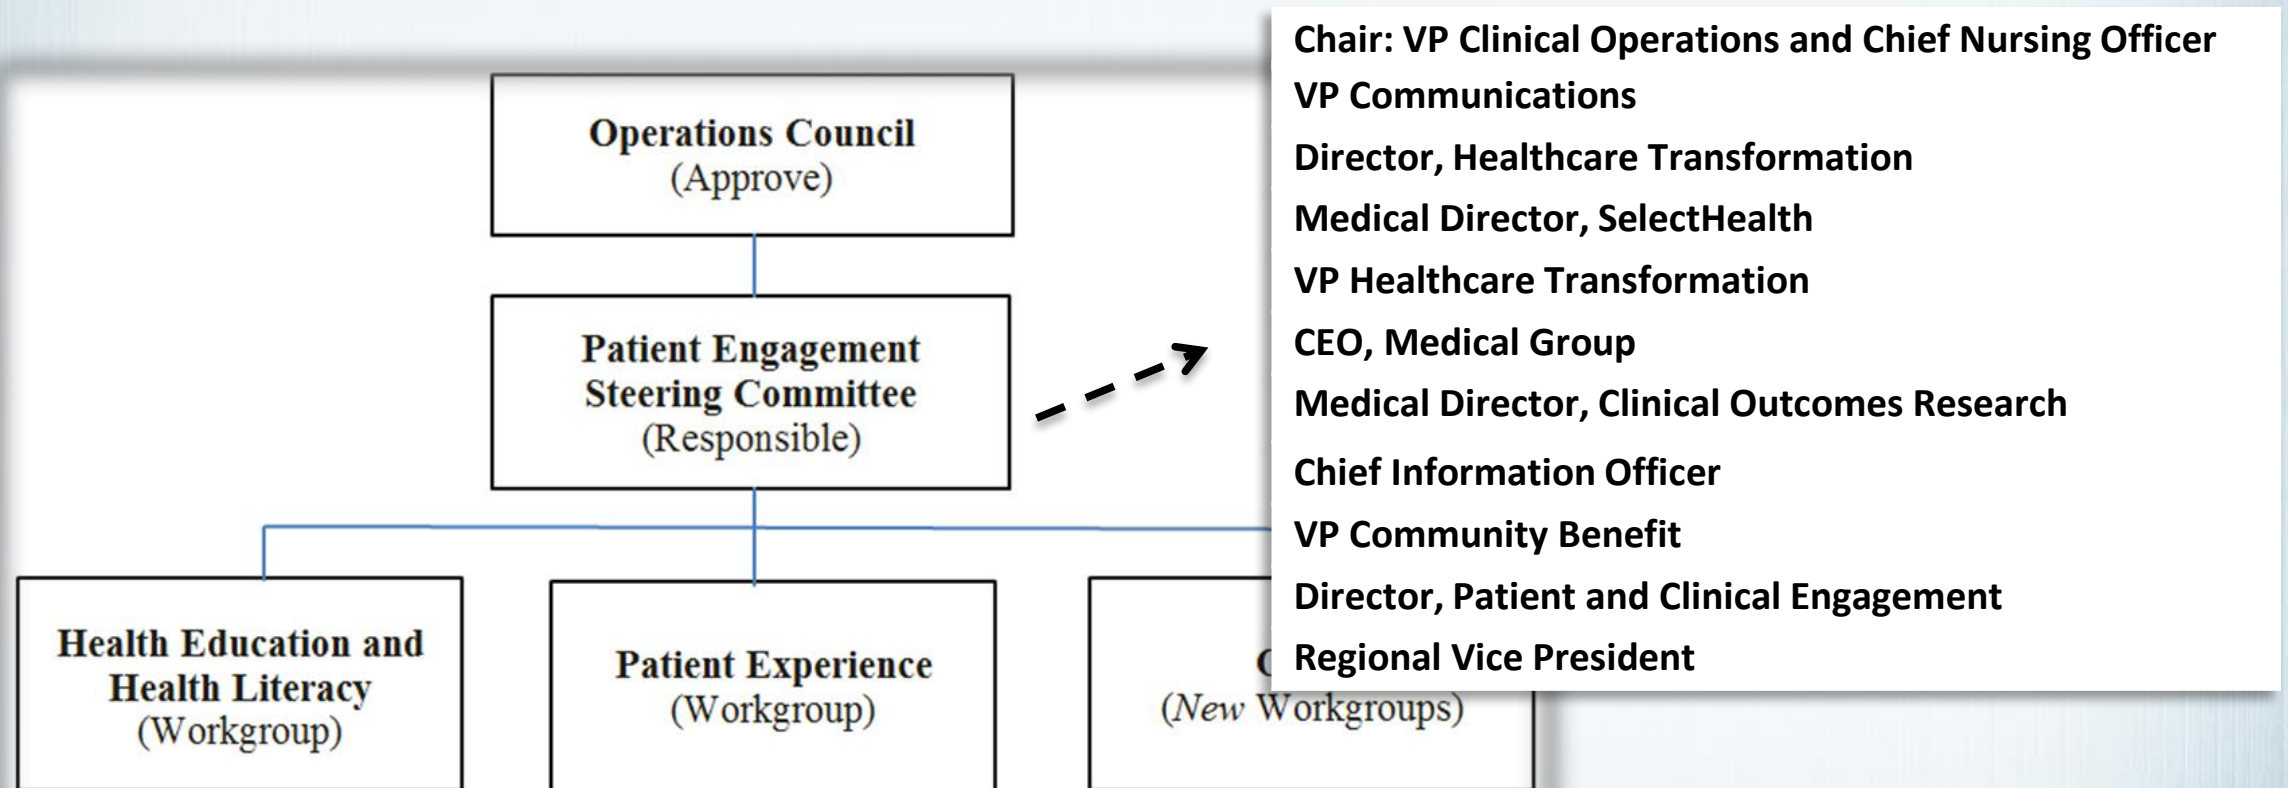 Operations Council
(Approve)
Patient Engagement
Steering Committee
(Responsible)
Health Education and
Health Literacy
(Workgroup)
Patient Experience
(Workgroup)
(New Workgroups)
Chair: VP Clinical Operations and Chief Nursing Officer
VP Communications
Director, Healthcare Transformation
Medical Director, SelectHealth
VP Healthcare Transformation
CEO, Medical Group
Medical Director, Clinical Outcomes Research
Chief Information Officer
VP Community Benefit
Director, Patient and Clinical Engagement
Regional Vice President